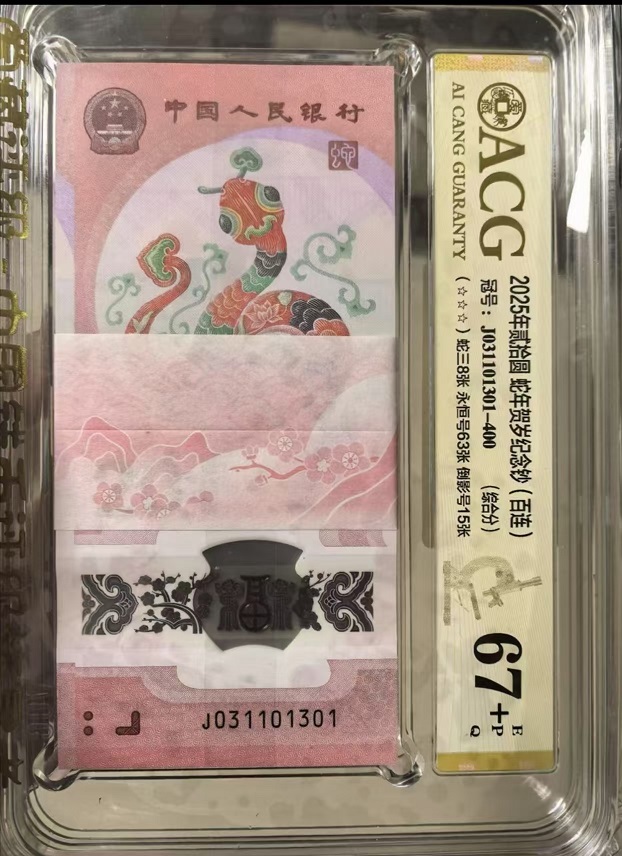 中国人民银行
福
J031101301
ACG
AI CANG GUARANTY
2025年贰拾圆 蛇年贺岁纪念钞（百连）
冠号：J031101301-400 （综合分）
（☆☆☆）蛇三8张 永恒号63张 倒影号15张
67+
E
P
Q